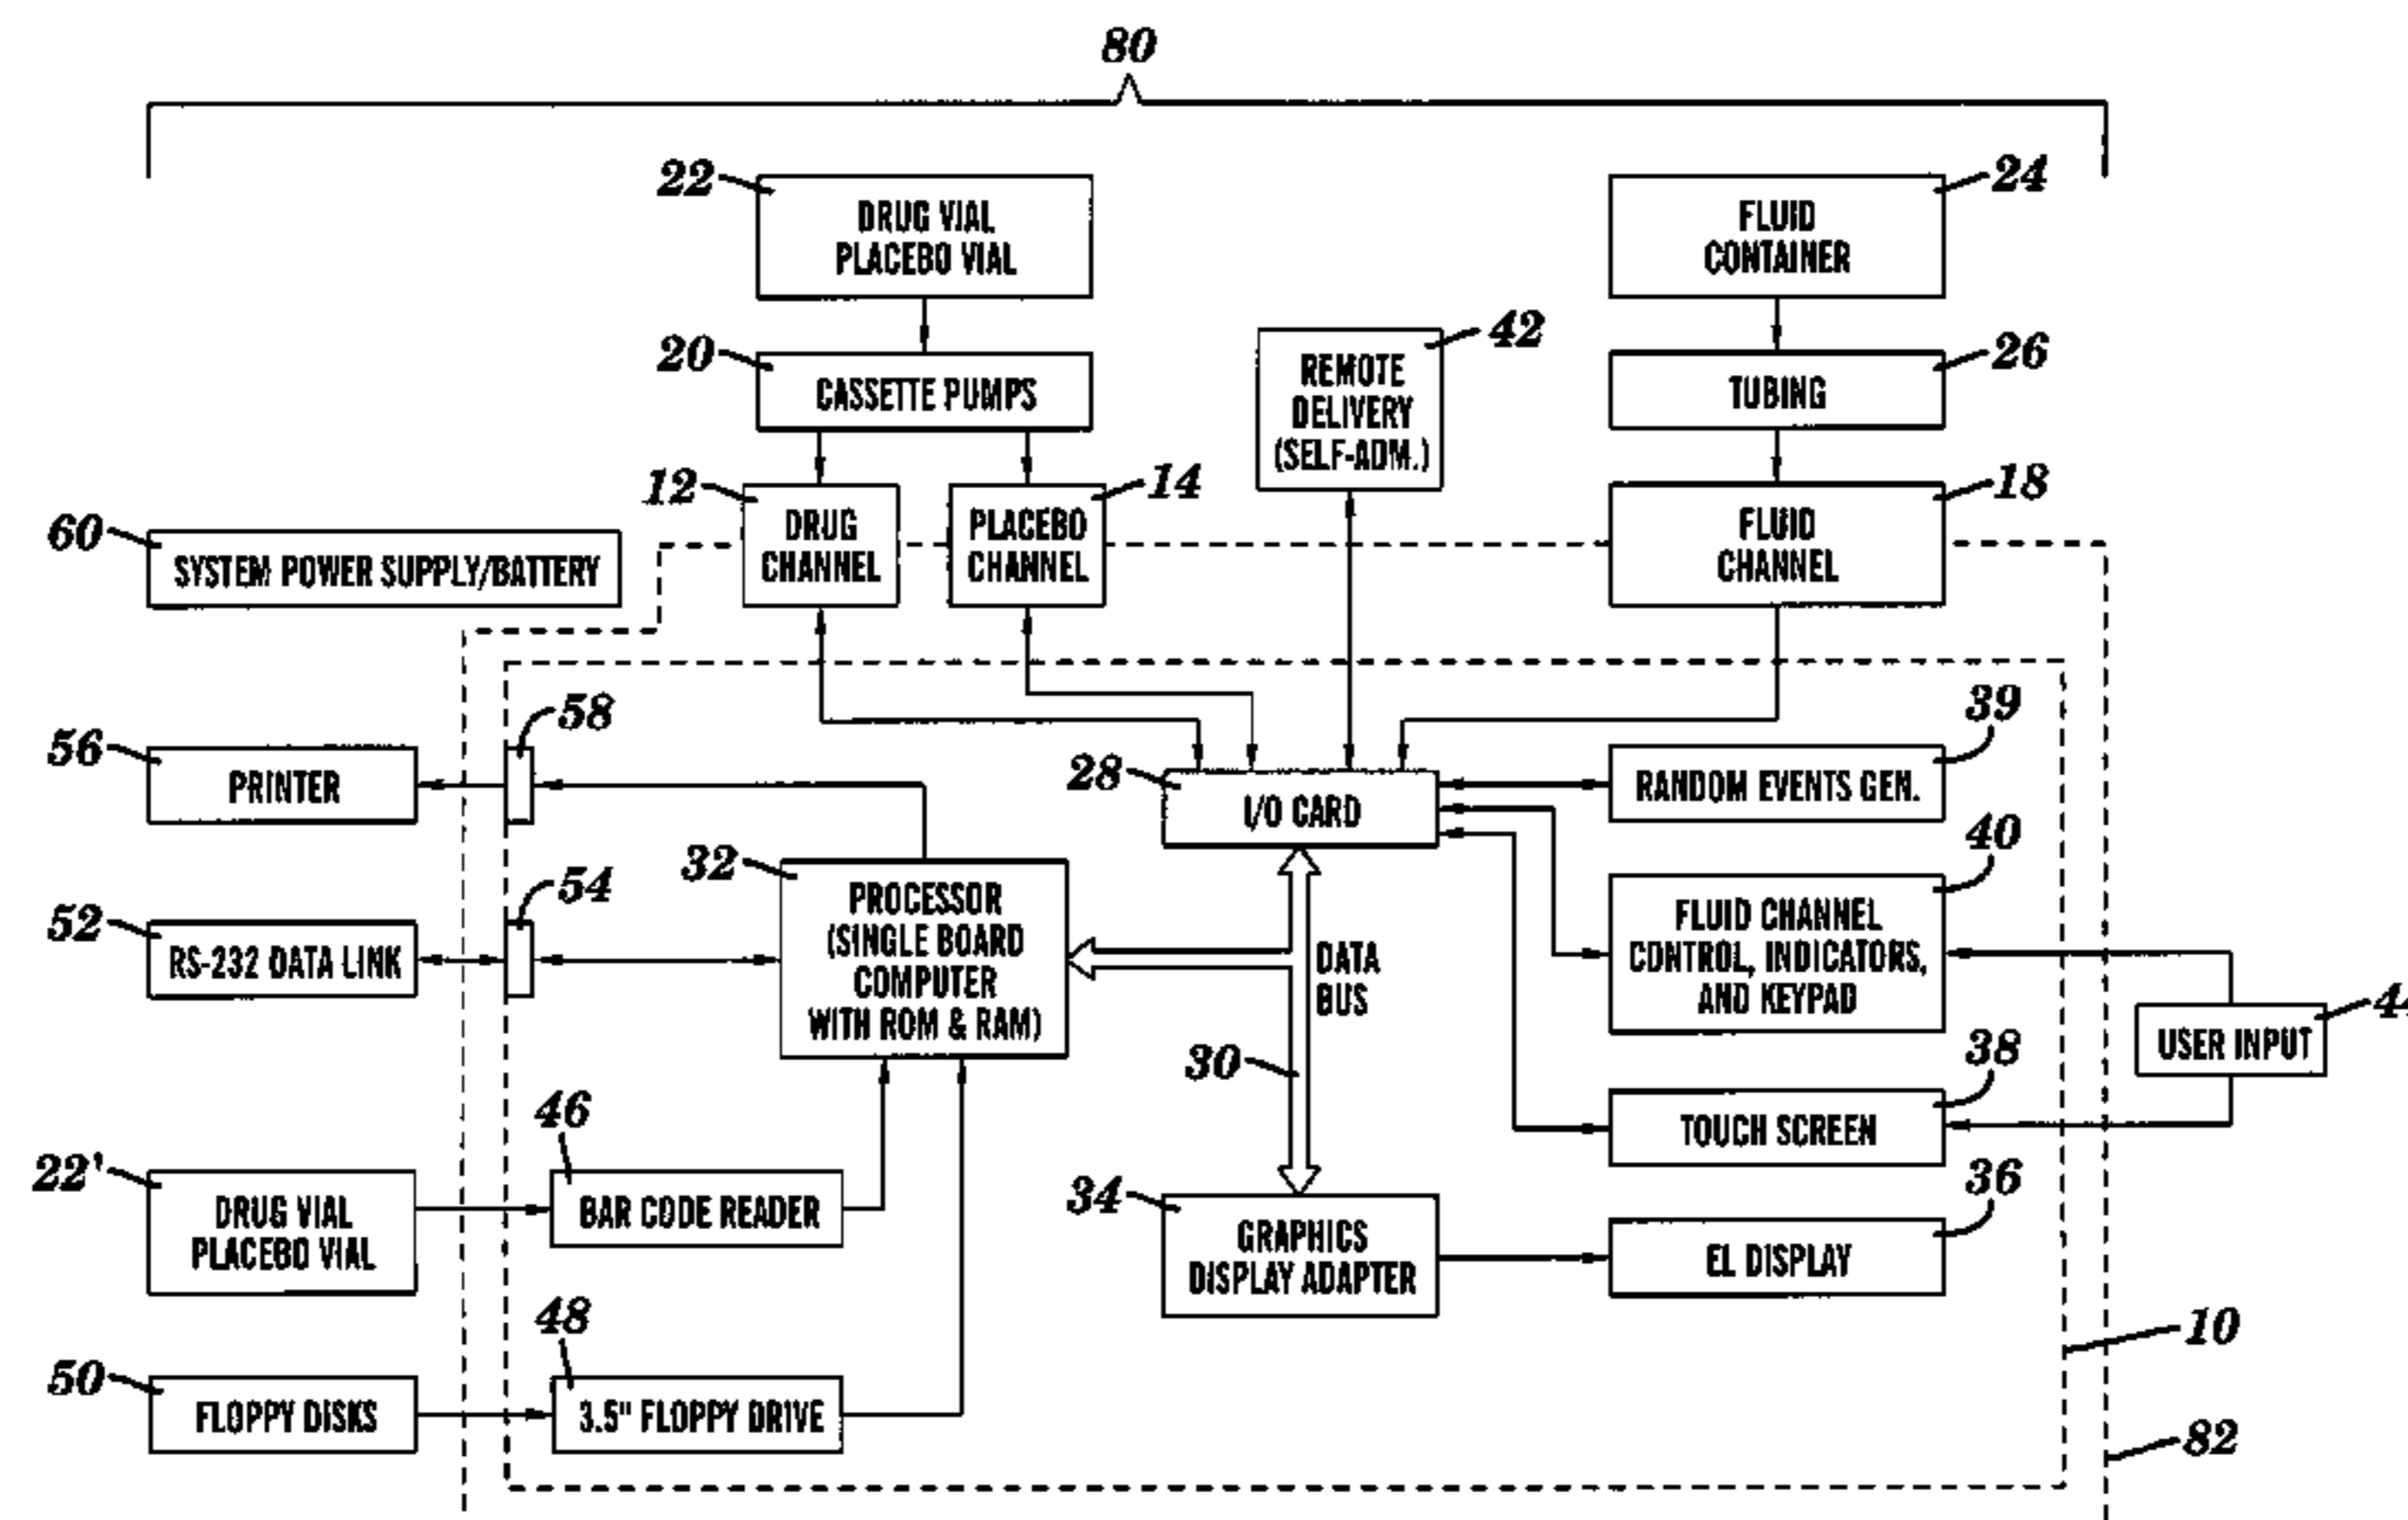 80
22
DRUG VIAL
PLACEBO VIAL
24
FLUID
CONTAINER
20
CASSETTE PUMPS
42
REMOTE
DELIVERY
(SELF-ADM.)
26
TUBING
12
DRUG
CHANNEL
14
PLACEBO
CHANNEL
18
FLUID
CHANNEL
60
SYSTEM POWER SUPPLY/BATTERY
56
PRINTER
58
28
I/O CARD
39
RANDOM EVENTS GEN.
52
RS-232 DATA LINK
54
32
PROCESSOR
(SINGLE BOARD
COMPUTER
WITH ROM & RAM)
DATA
BUS
30
40
FLUID CHANNEL
CONTROL, INDICATORS,
AND KEYPAD
USER INPUT
38
TOUCH SCREEN
22'
DRUG VIAL
PLACEBO VIAL
46
BAR CODE READER
34
GRAPHICS
DISPLAY ADAPTER
36
EL DISPLAY
50
FLOPPY DISKS
48
3.5" FLOPPY DRIVE
10
82